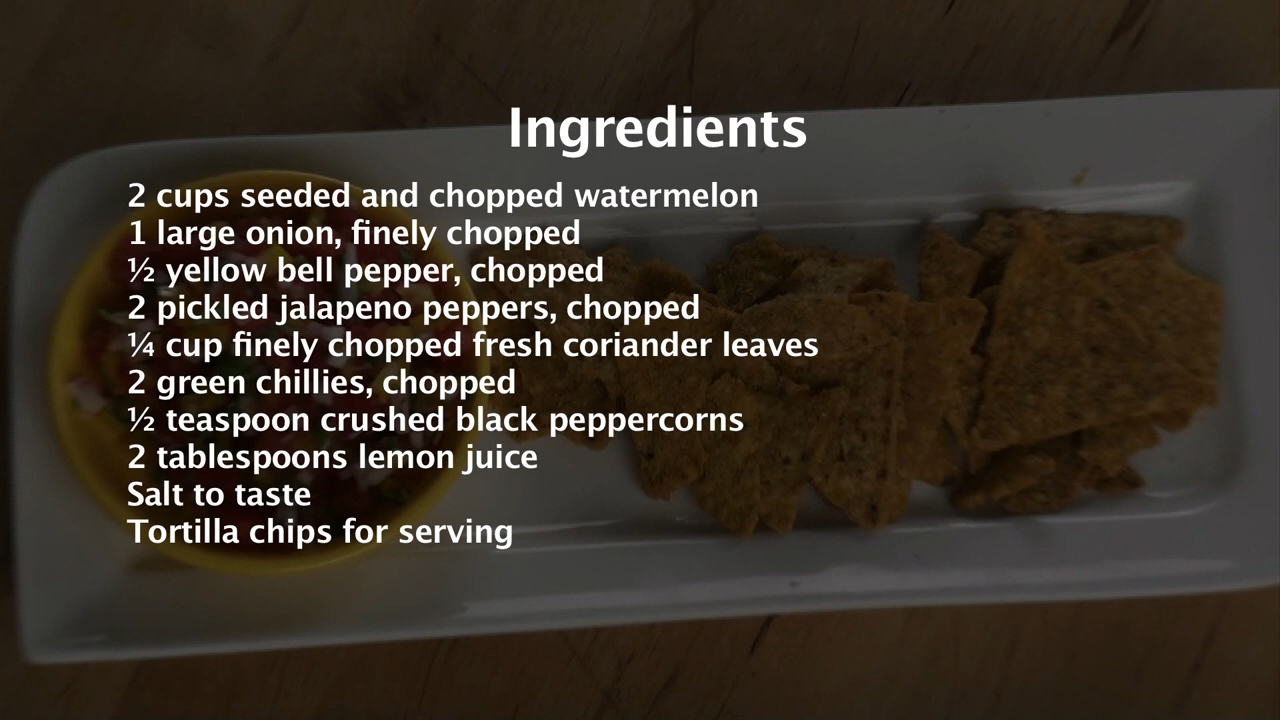 Ingredients
2 cups seeded and chopped watermelon
1 large onion, finely chopped
½ yellow bell pepper, chopped
2 pickled jalapeno peppers, chopped
¼ cup finely chopped fresh coriander leaves
2 green chillies, chopped
½ teaspoon crushed black peppercorns
2 tablespoons lemon juice
Salt to taste
Tortilla chips for serving